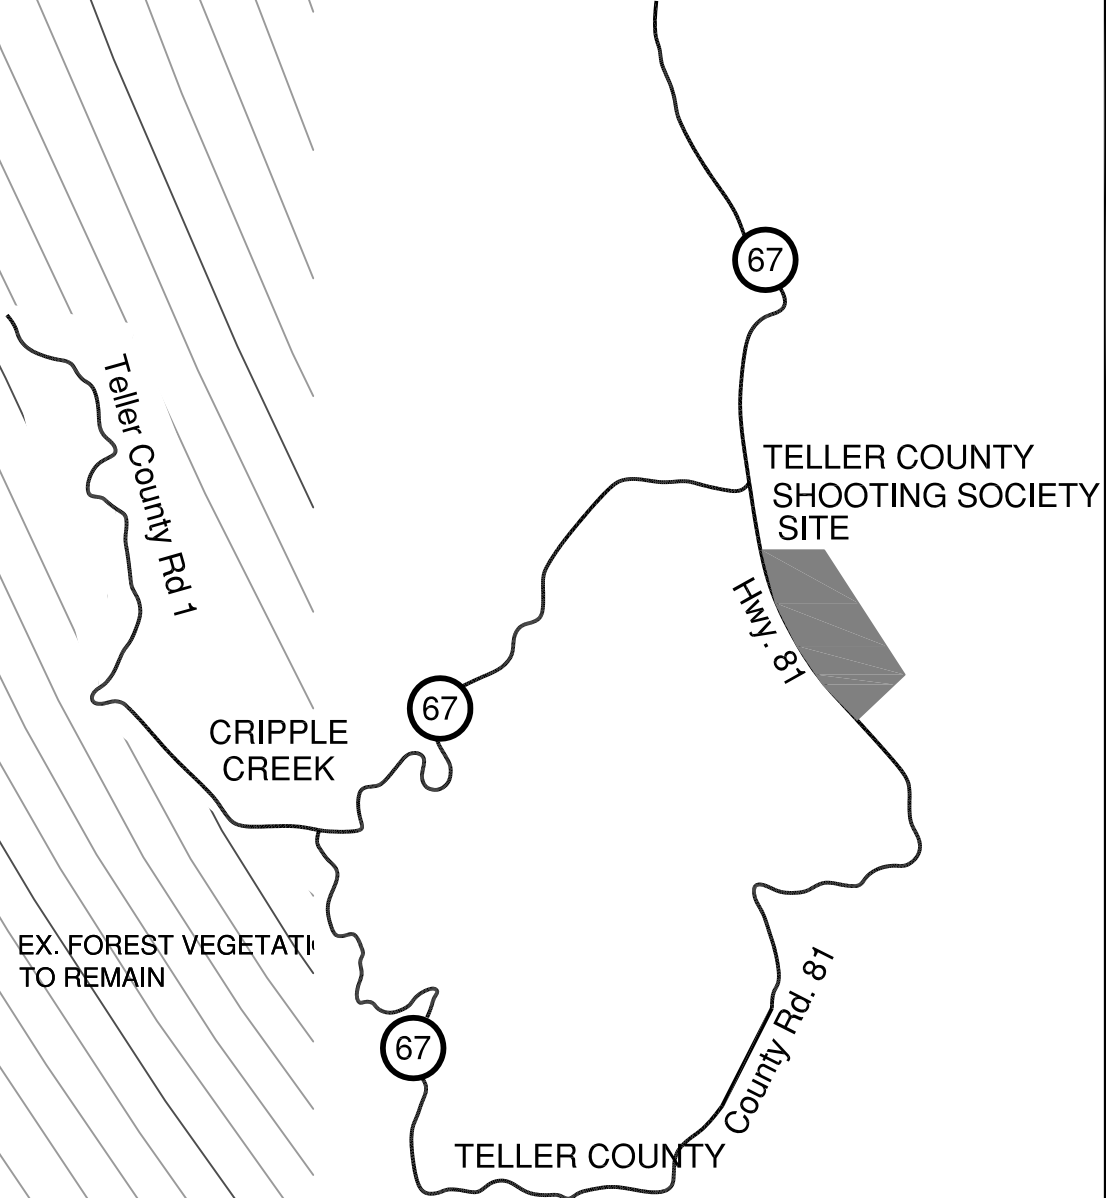 67
Teller County Rd 1
TELLER COUNTY
SHOOTING SOCIETY
SITE
Hwy. 81
67
CRIPPLE
CREEK
EX. FOREST
TO REMAIN
County Rd. 81
67
TELLER COUNTY